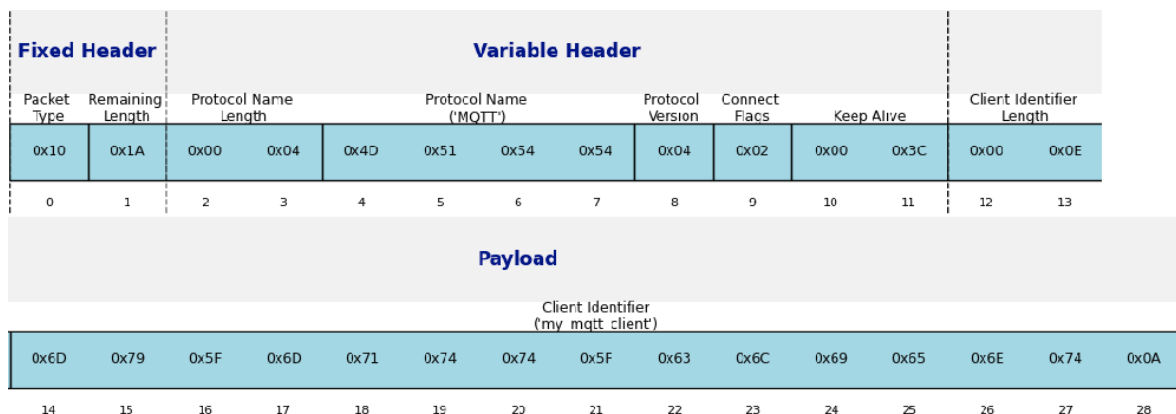 Fixed Header Variable Header
Packet Remaining Protocol Name Protocol Name Protocol Connect Client Identifier
Type Length Length ('MQTT') Version Flags Keep Alive Length
0x10 0x1A 0x00 0x04 0x4D 0x51 0x54 0x54 0x04 0x02 0x00 0x3C 0x00 0x0E
0 1 2 3 4 5 6 7 8 9 10 11 12 13
Payload
Client Identifier
('my_mqtt_client')
0x6D 0x79 0x5F 0x6D 0x71 0x74 0x74 0x5F 0x63 0x6C 0x69 0x65 0x6E 0x74 0x0A
14 15 16 17 18 19 20 21 22 23 24 25 26 27 28